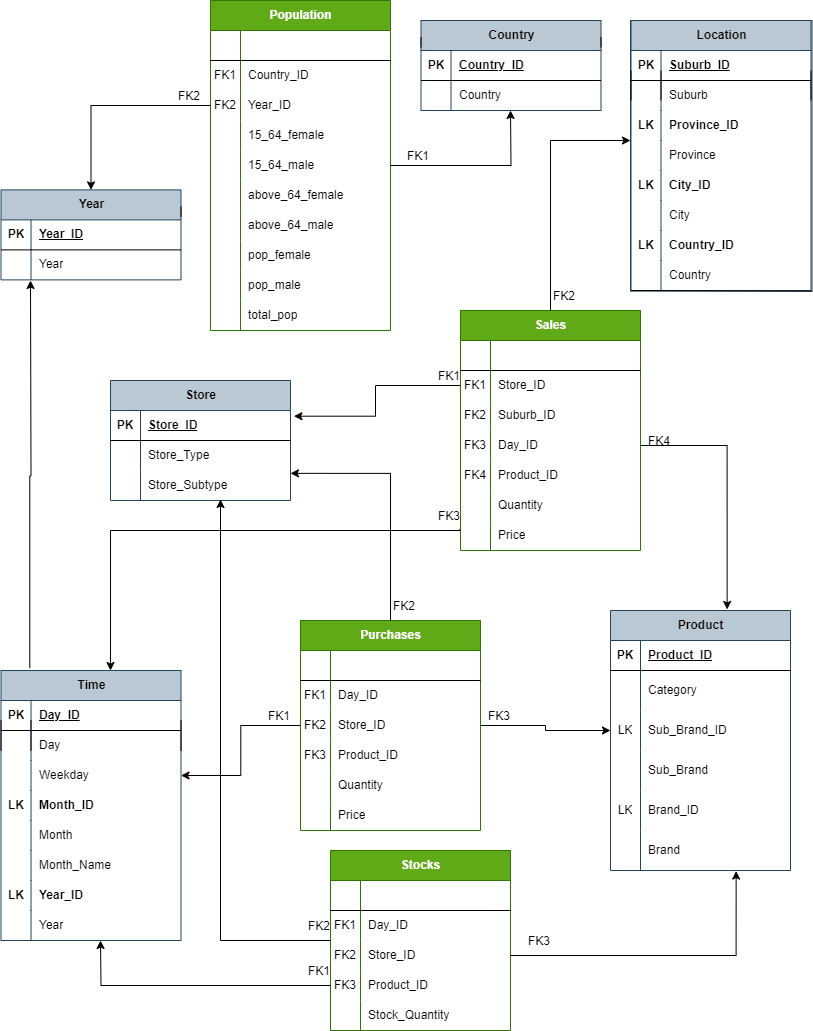 Population
FK1 Country_ID
FK2 Year_ID
15_64_female
15_64_male
above_64_female
above_64_male
pop_female
pop_male
total_pop
Country
PK Country_ID
Country
Location
PK Suburb_ID
Suburb
LK Province_ID
Province
LK City_ID
City
LK Country_ID
Country
FK2
FK1
Year
PK Year_ID
Year
FK2
Sales
FK1 Store_ID
FK2 Suburb_ID
FK3 Day_ID
FK4 Product_ID
Quantity
Price
FK1
FK4
FK3
Store
PK Store_ID
Store_Type
Store_Subtype
FK2
Purchases
FK1 Day_ID
FK2 Store_ID
FK3 Product_ID
Quantity
Price
FK1
FK3
Product
PK Product_ID
Category
LK Sub_Brand_ID
Sub_Brand
LK Brand_ID
Brand
Time
PK Day_ID
Day
Weekday
LK Month_ID
Month
Month_Name
LK Year_ID
Year
Stocks
FK1 Day_ID
FK2 Store_ID
FK3 Product_ID
Stock_Quantity
FK2
FK1
FK3